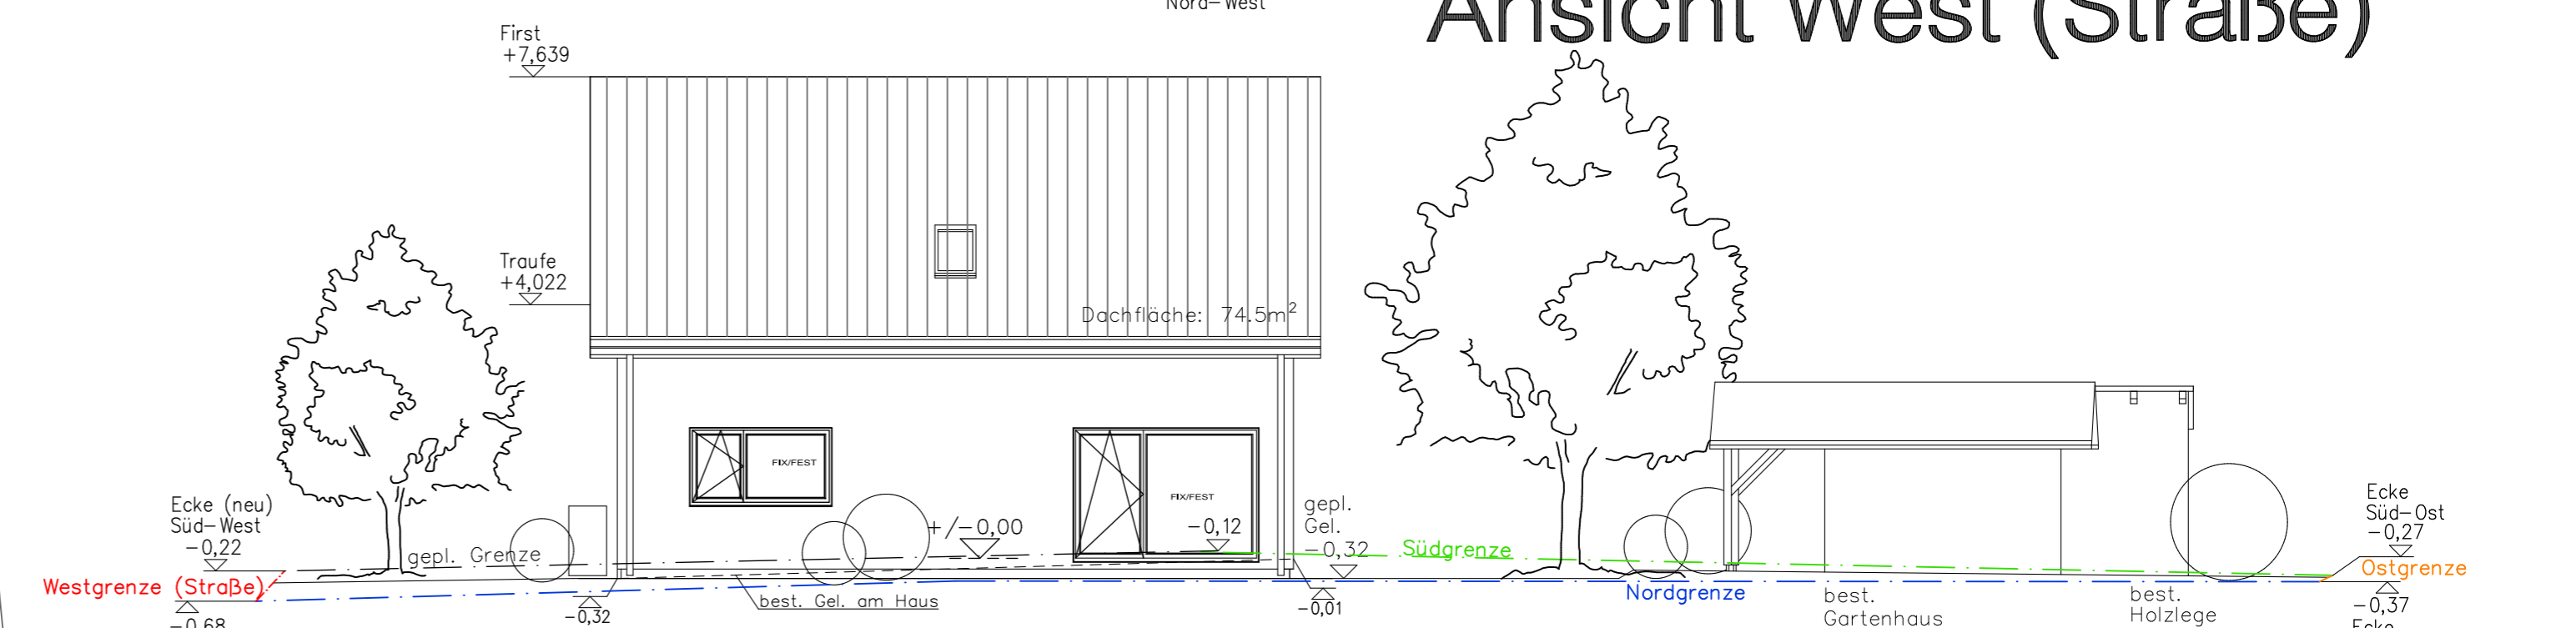 Nord-West
Ansicht West (Straße)
First
+7,639
Traufe
+4,022
Dachfläche: 74.5m²
FIX/FEST
FIX/FEST
Ecke (neu)
Süd-West
-0,22
gepl. Grenze
+/-0,00
-0,12
gepl.
Gel.
-0,32
Südgrenze
Ecke
Süd-Ost
-0,27
Westgrenze (Straße)
Ostgrenze
-0,68
-0,32
best. Gel. am Haus
-0,01
Nordgrenze
best.
Gartenhaus
best.
Holzlege
-0,37
Ecke